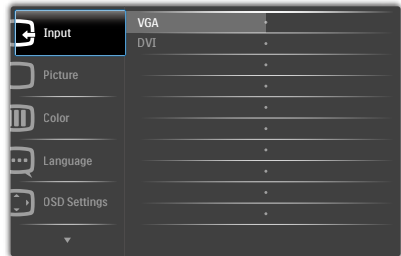 Input
VGA
DVI
Picture
Color
Language
OSD Settings